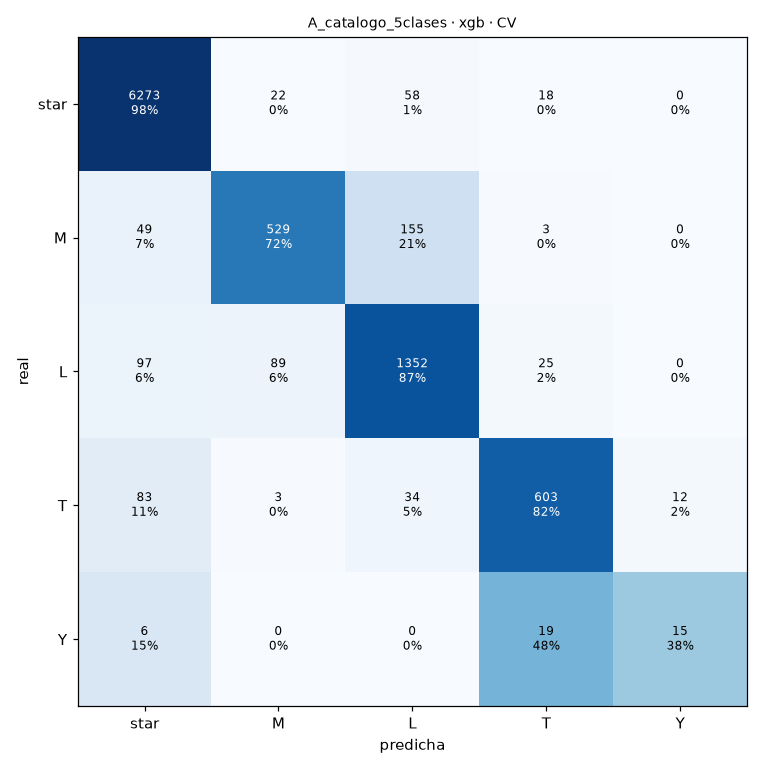 A_catalogo_5clases · xgb · CV
real
star
6273 22 58 18 0
98% 0% 1% 0% 0%
M
49 529 155 3 0
7% 72% 21% 0% 0%
L
97 89 1352 25 0
6% 6% 87% 2% 0%
T
83 3 34 603 12
11% 0% 5% 82% 2%
Y
6 0 0 19 15
15% 0% 0% 48% 38%
star M L T Y
predicha